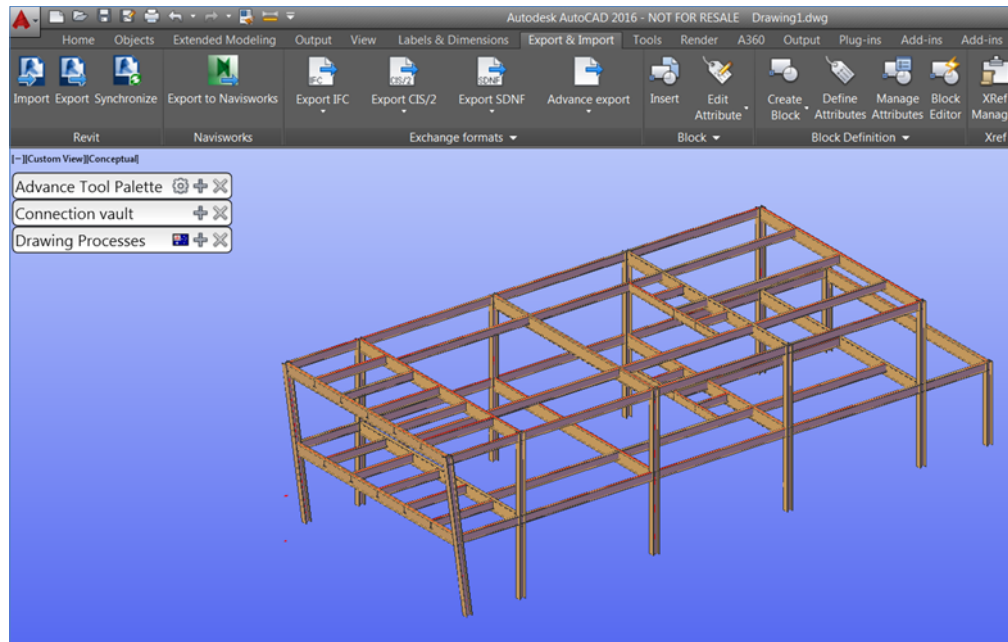 Autodesk AutoCAD 2016 - NOT FOR RESALE Drawing1.dwg
Home Objects Extended Modeling Output View Labels & Dimensions Export & Import Tools Render A360 Output Plug-ins Add-ins Add-ins
IFC CIS/2 SDNF
Import Export Synchronize Export to Navisworks Export IFC Export CIS/2 Export SDNF Advance export Insert Edit Attribute Create Block Define Attributes Manage Attributes Block Editor XRef Manag
Revit Navisworks Exchange formats Block Block Definition Xref
[-][Custom View][Conceptual]
Advance Tool Palette
Connection vault
Drawing Processes